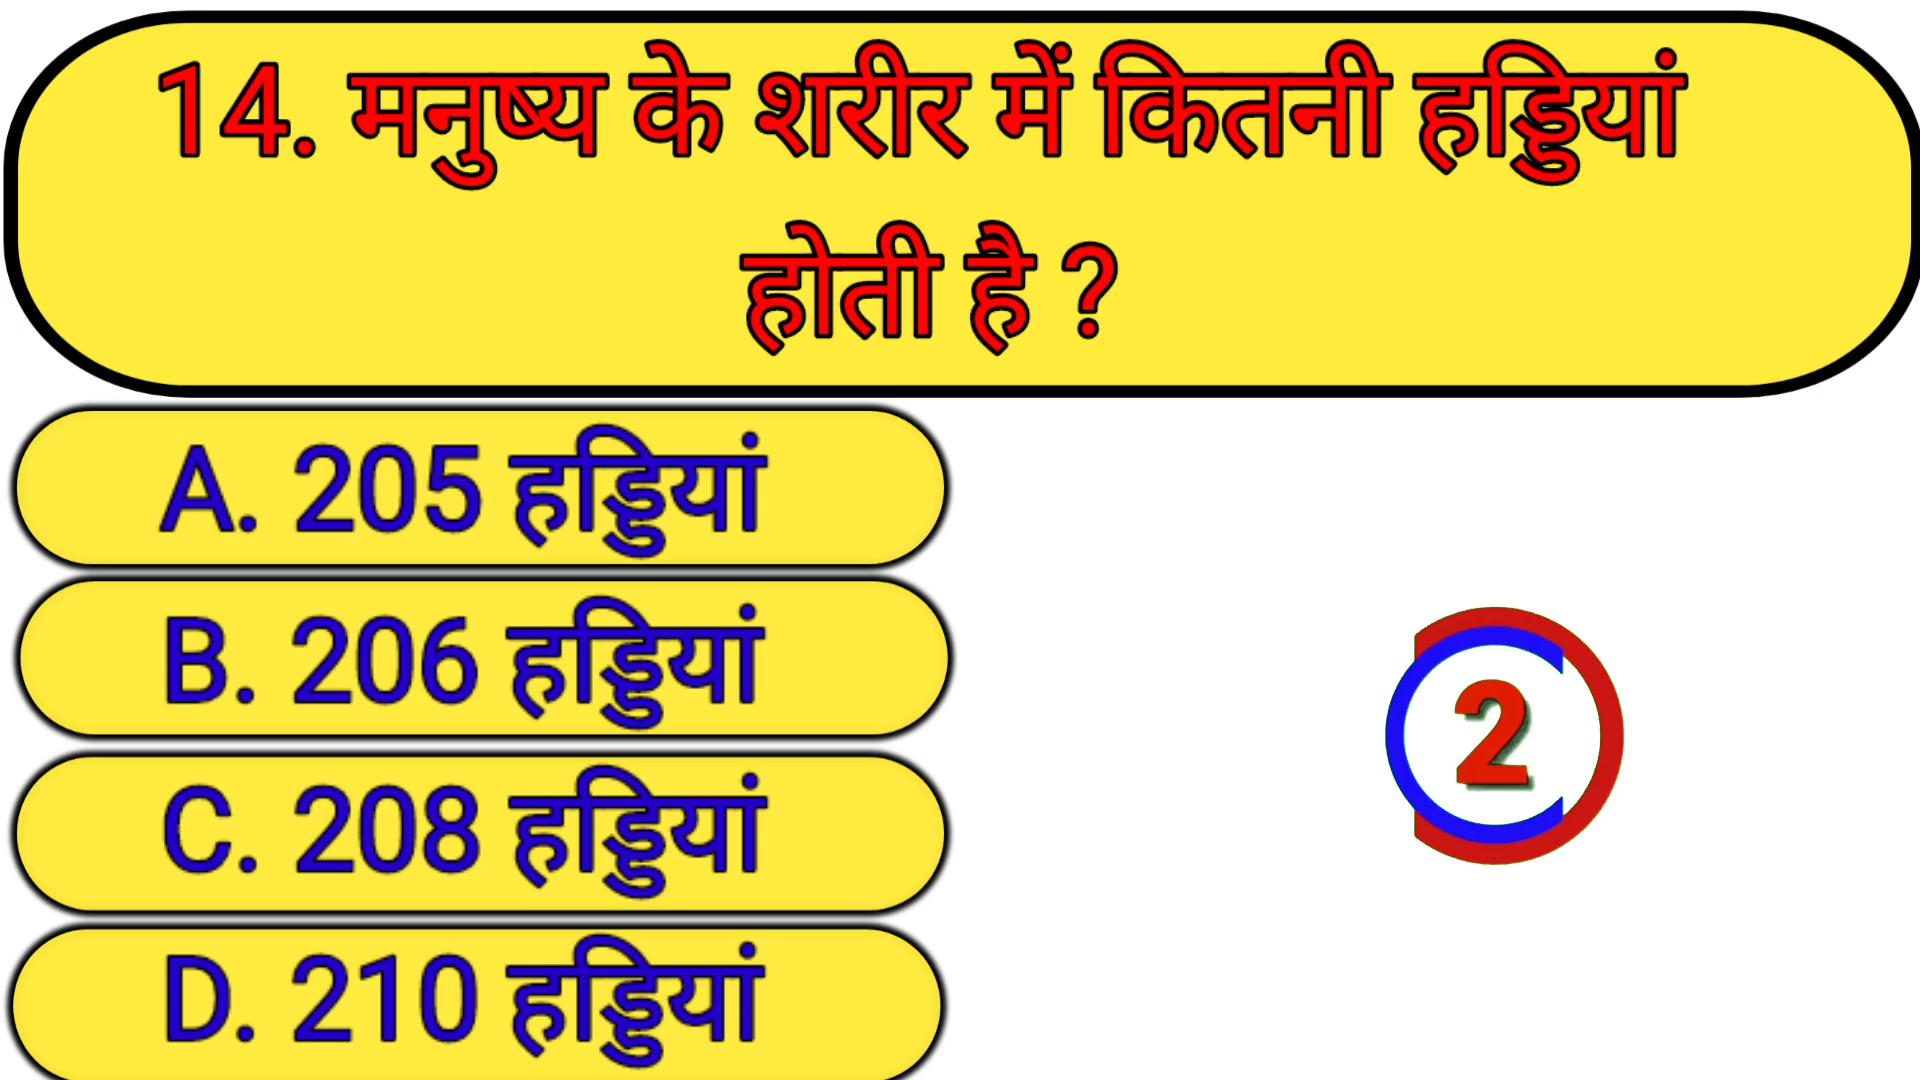 14. मनुष्य के शरीर में कितनी हड्डियां
होती है ?
A. 205 हड्डियां
B. 206 हड्डियां
2
C. 208 हड्डियां
D. 210 हड्डियां